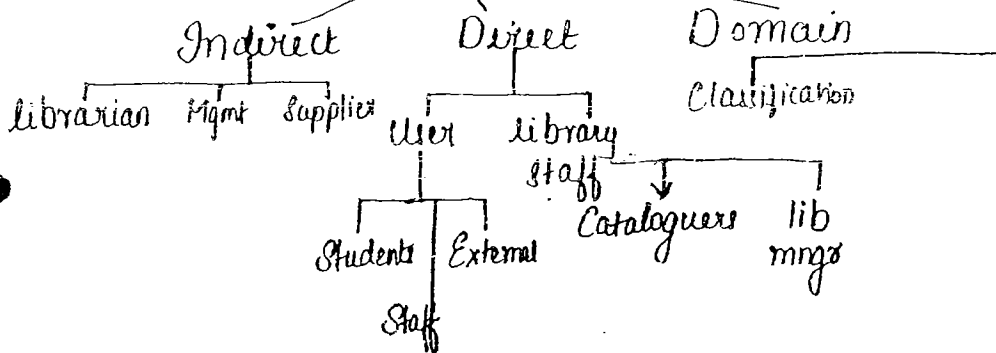 Indirect Direct Domain
librarian Mgmt Supplier User library staff Classification
Students External Cataloguers lib mngr
Staff